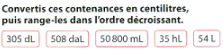 Convertis ces contenances en centilitres,
puis range-les dans l'ordre décroissant.
305 dL 508 daL 50 800 mL 35 hL 54 L